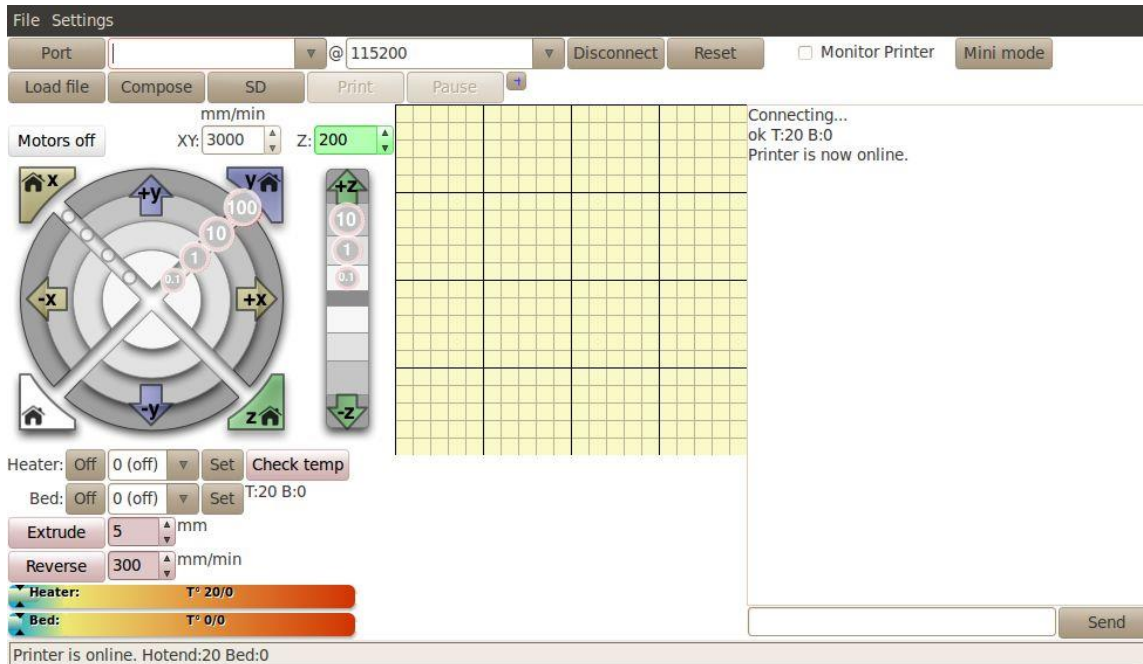 File Settings
Port @ 115200 Disconnect Reset Monitor Printer Mini mode
Load file Compose SD Print Pause
mm/min
Motors off XY: 3000 Z: 200
Connecting...
ok T:20 B:0
Printer is now online.
x +y y +z
100
10 10
1 1
0.1 0.1
-x +x
-y z -z
Heater: Off 0 (off) Set Check temp
Bed: Off 0 (off) Set T:20 B:0
Extrude 5 mm
Reverse 300 mm/min
Heater: T° 20/0
Bed: T° 0/0
Send
Printer is online. Hotend:20 Bed:0